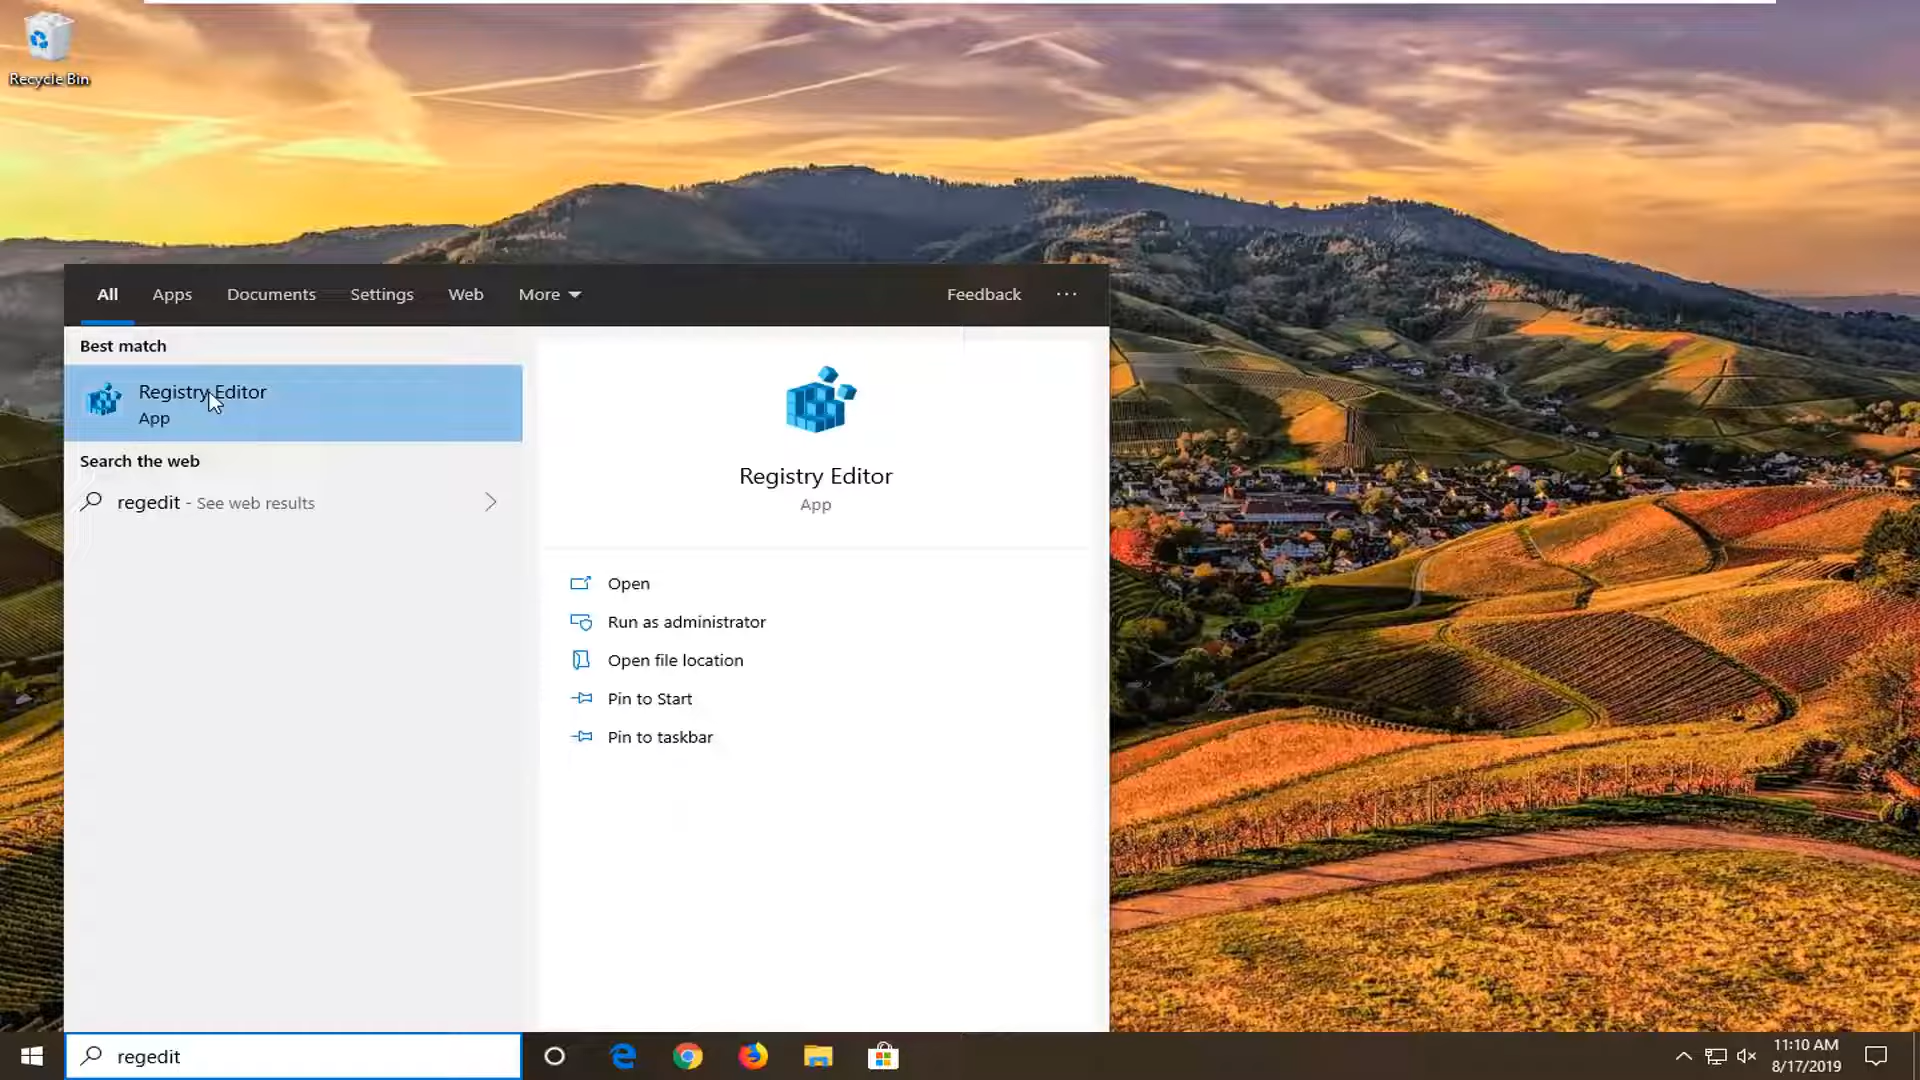 Recycle Bin
All Apps Documents Settings Web More Feedback ...
Best match
Registry Editor
App
Search the web
regedit - See web results
Registry Editor
App
Open
Run as administrator
Open file location
Pin to Start
Pin to taskbar
regedit
11:10 AM
8/17/2019